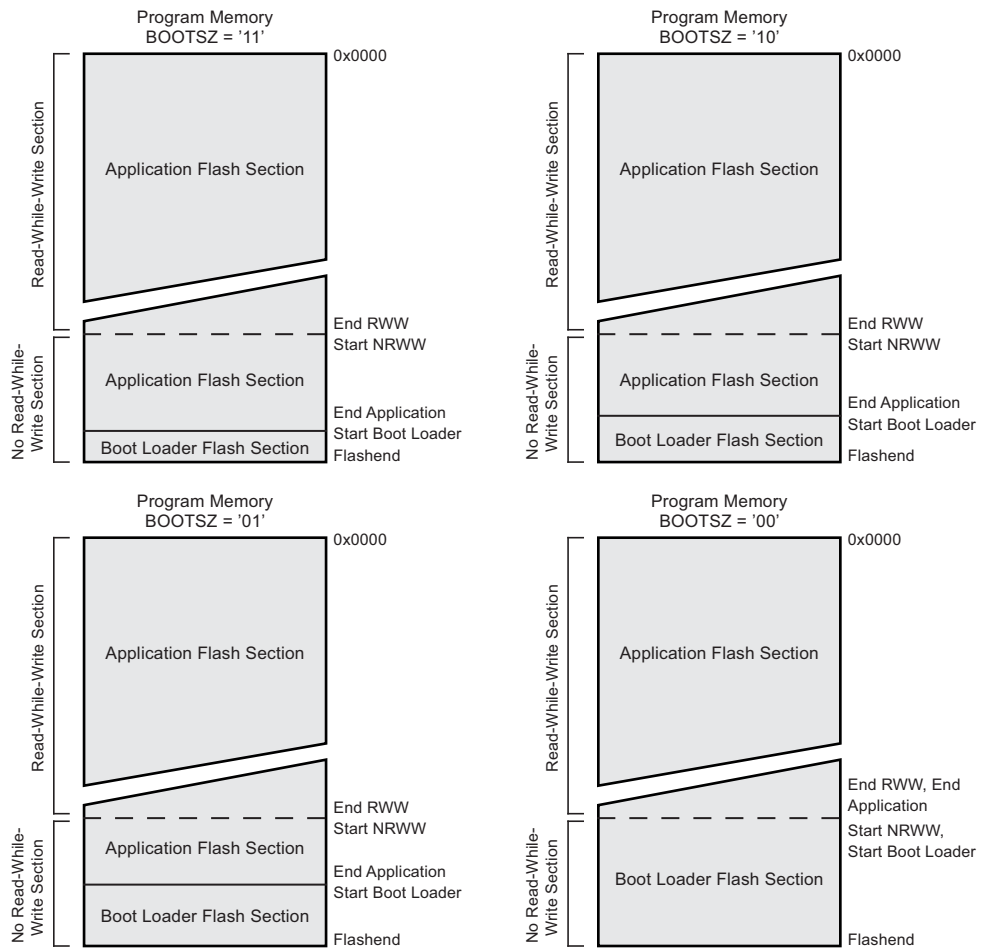 Program Memory
BOOTSZ = '11'
0x0000
Read-While-Write Section
Application Flash Section
End RWW
Start NRWW
No Read-While-
Write Section
Application Flash Section
End Application
Start Boot Loader
Boot Loader Flash Section
Flashend
Program Memory
BOOTSZ = '10'
0x0000
Read-While-Write Section
Application Flash Section
End RWW
Start NRWW
No Read-While-
Write Section
Application Flash Section
End Application
Start Boot Loader
Boot Loader Flash Section
Flashend
Program Memory
BOOTSZ = '01'
0x0000
Read-While-Write Section
Application Flash Section
End RWW
Start NRWW
No Read-While-
Write Section
Application Flash Section
End Application
Start Boot Loader
Boot Loader Flash Section
Flashend
Program Memory
BOOTSZ = '00'
0x0000
Read-While-Write Section
Application Flash Section
End RWW, End
Application
Start NRWW,
Start Boot Loader
No Read-While-
Write Section
Boot Loader Flash Section
Flashend